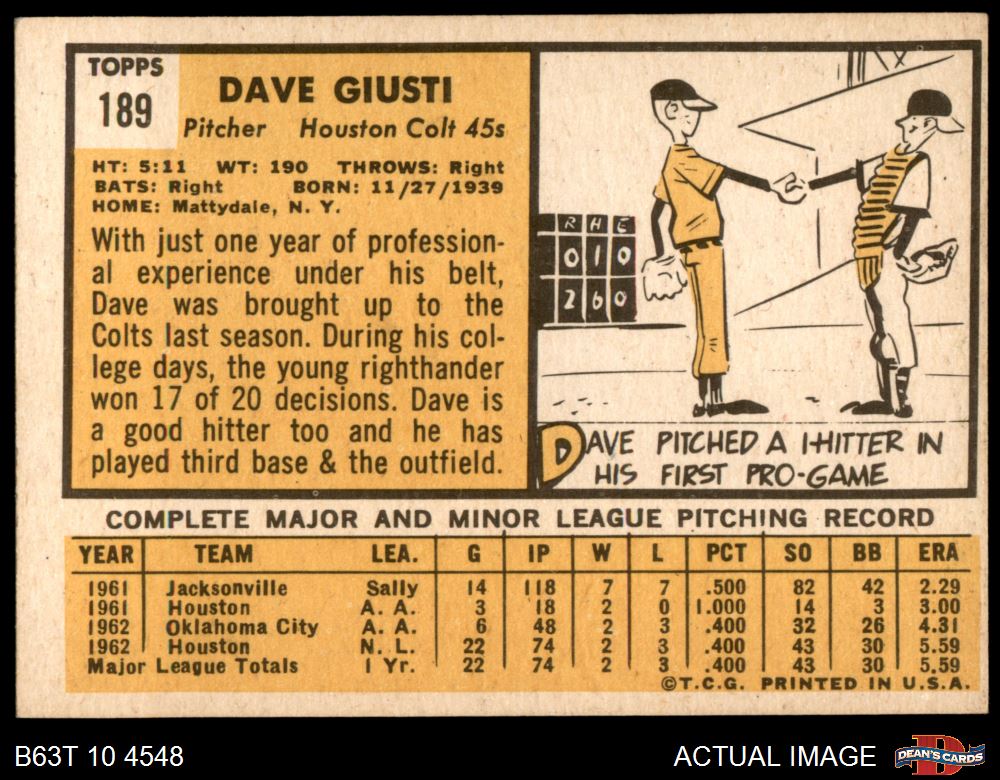 TOPPS
189
DAVE GIUSTI
Pitcher Houston Colt 45s
HT: 5:11 WT: 190 THROWS: Right
BATS: Right BORN: 11/27/1939
HOME: Mattydale, N. Y.
With just one year of profession-
al experience under his belt,
Dave was brought up to the
Colts last season. During his col-
lege days, the young righthander
won 17 of 20 decisions. Dave is
a good hitter too and he has
played third base & the outfield.
R H E
0 1 0
2 6 0
DAVE PITCHED A 1-HITTER IN
HIS FIRST PRO-GAME
COMPLETE MAJOR AND MINOR LEAGUE PITCHING RECORD
YEAR TEAM LEA. G IP W L PCT SO BB ERA
1961 Jacksonville Sally 14 118 7 7 .500 82 42 2.29
1961 Houston A. A. 3 18 2 0 1.000 14 3 3.00
1962 Oklahoma City A. A. 6 48 2 3 .400 32 26 4.31
1962 Houston N. L. 22 74 2 3 .400 43 30 5.59
Major League Totals 1 Yr. 22 74 2 3 .400 43 30 5.59
©T.C.G. PRINTED IN U.S.A.
B63T 10 4548
ACTUAL IMAGE
D
DEAN'S CARDS